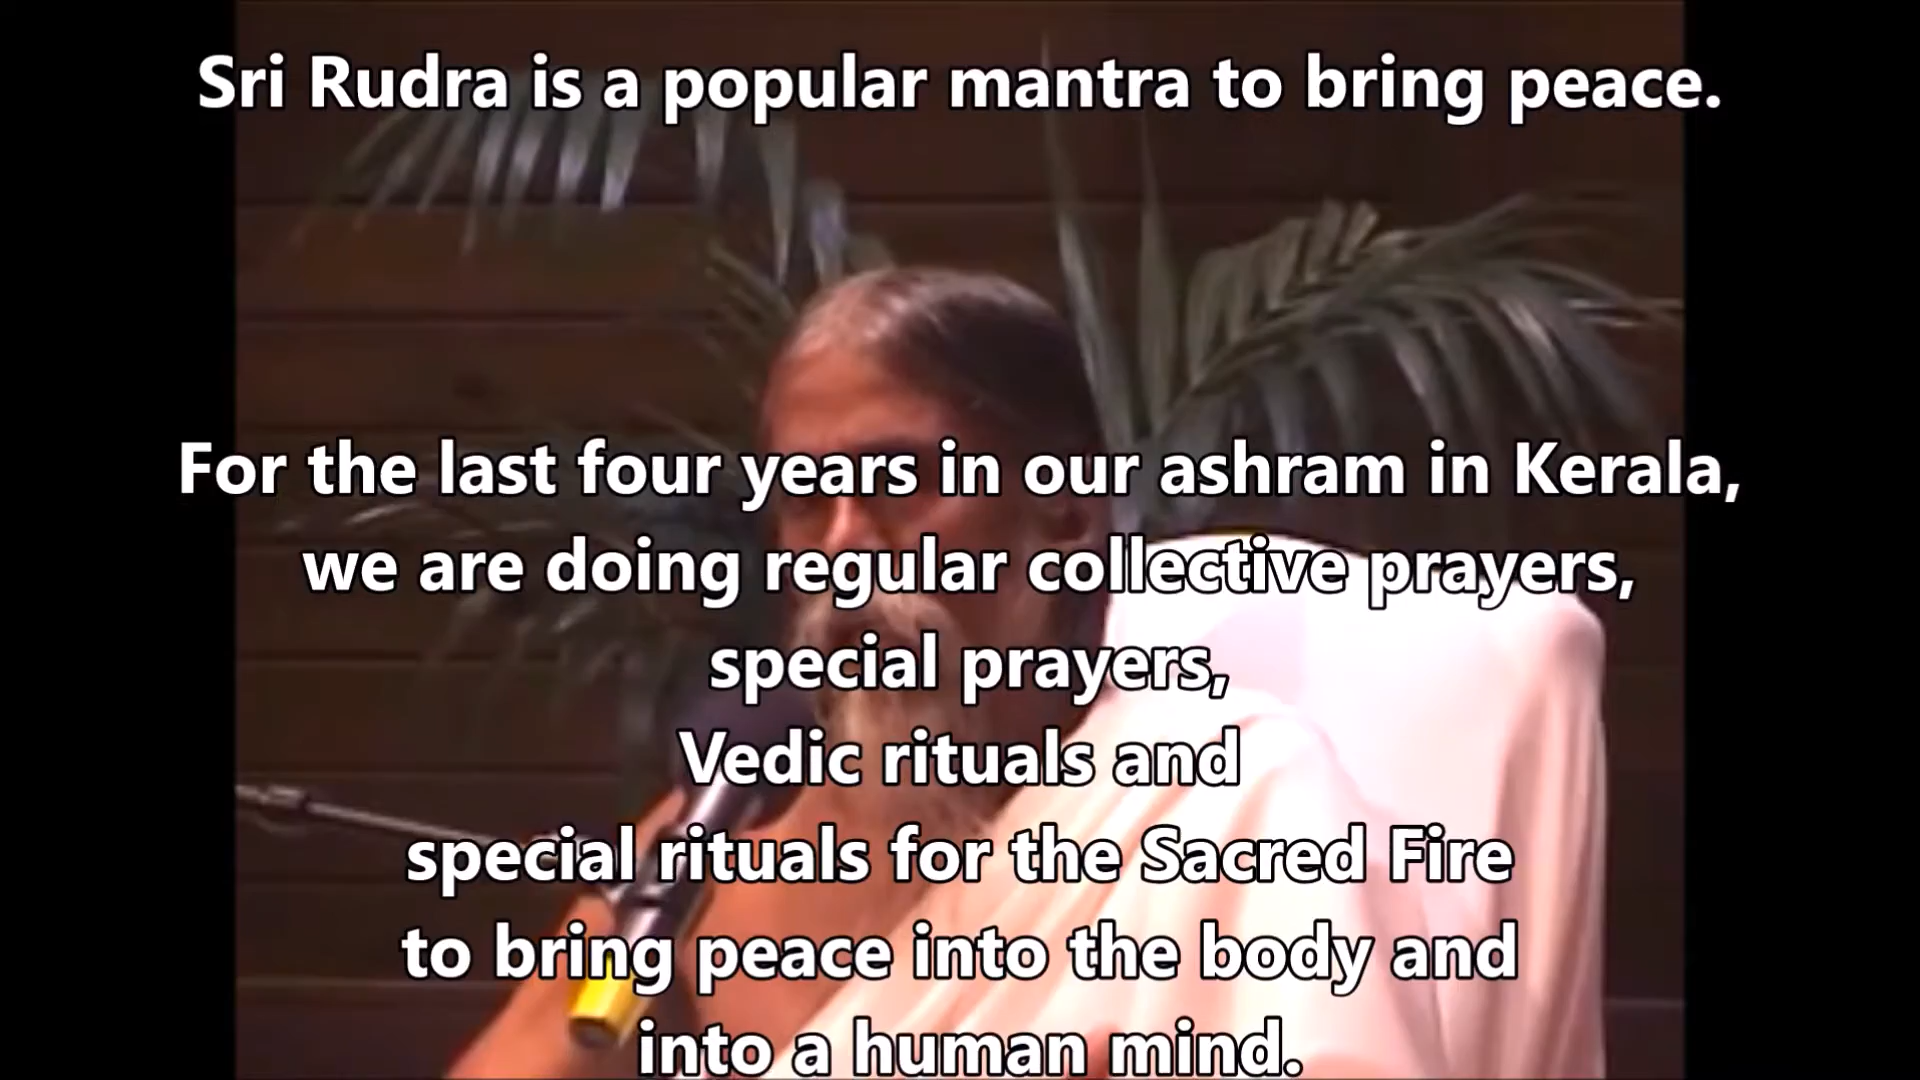 Sri Rudra is a popular mantra to bring peace.
For the last four years in our ashram in Kerala,
we are doing regular collective prayers,
special prayers,
Vedic rituals and
special rituals for the Sacred Fire
to bring peace into the body and
into a human mind.